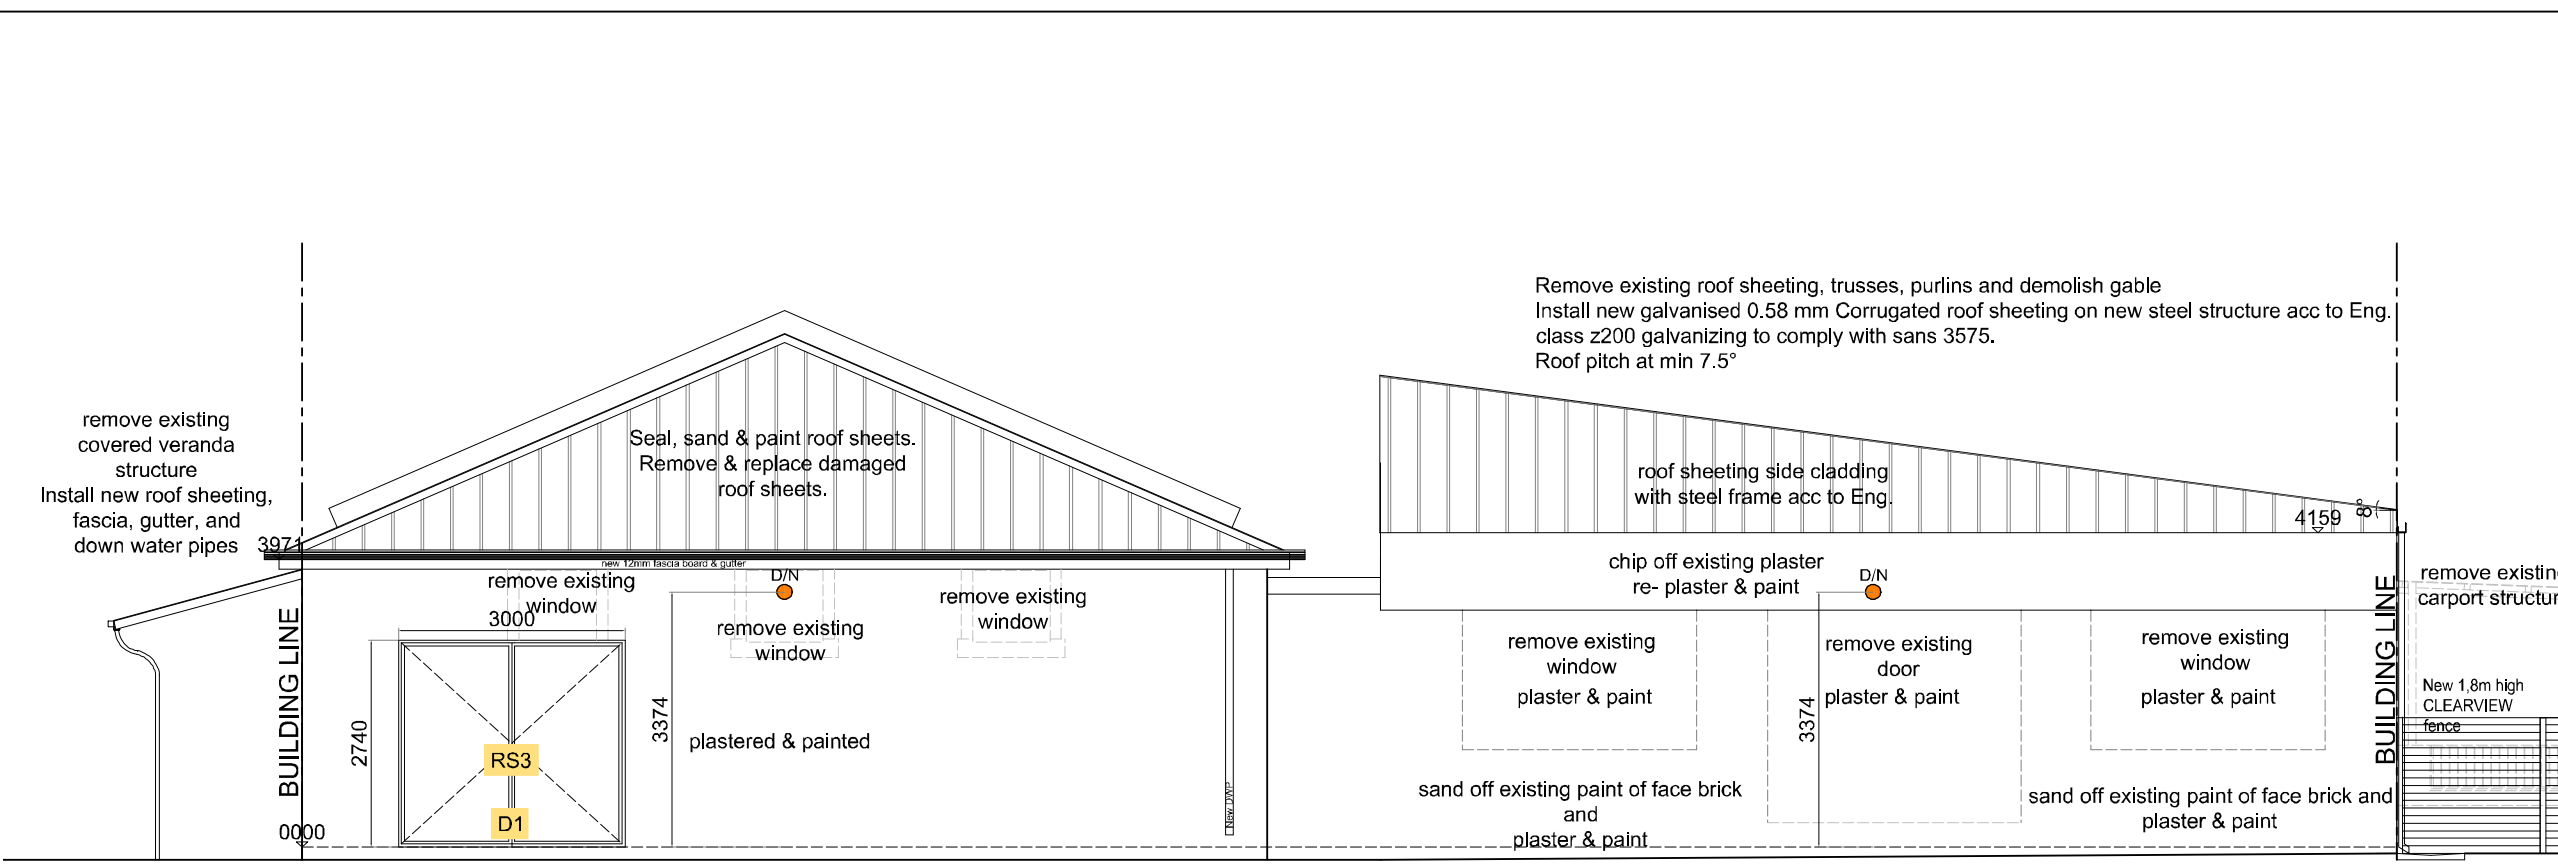 Remove existing roof sheeting, trusses, purlins and demolish gable
Install new galvanised 0.58 mm Corrugated roof sheeting on new steel structure acc to Eng.
class z200 galvanizing to comply with sans 3575.
Roof pitch at min 7.5°
remove existing
covered veranda
structure
Install new roof sheeting,
fascia, gutter, and
down water pipes
3971
Seal, sand & paint roof sheets.
Remove & replace damaged
roof sheets.
roof sheeting side cladding
with steel frame acc to Eng.
4159
8°
new 12mm fascia board & gutter
remove existing
window
3000
D/N
remove existing
window
remove existing
window
chip off existing plaster
re- plaster & paint
D/N
remove existing
window
plaster & paint
remove existing
door
plaster & paint
remove existing
window
plaster & paint
BUILDING LINE
2740
RS3
D1
3374
plastered & painted
New DWP
3374
BUILDING LINE
remove existin
carport structu
New 1,8m high
CLEARVIEW
fence
0000
sand off existing paint of face brick
and
plaster & paint
sand off existing paint of face brick and
plaster & paint